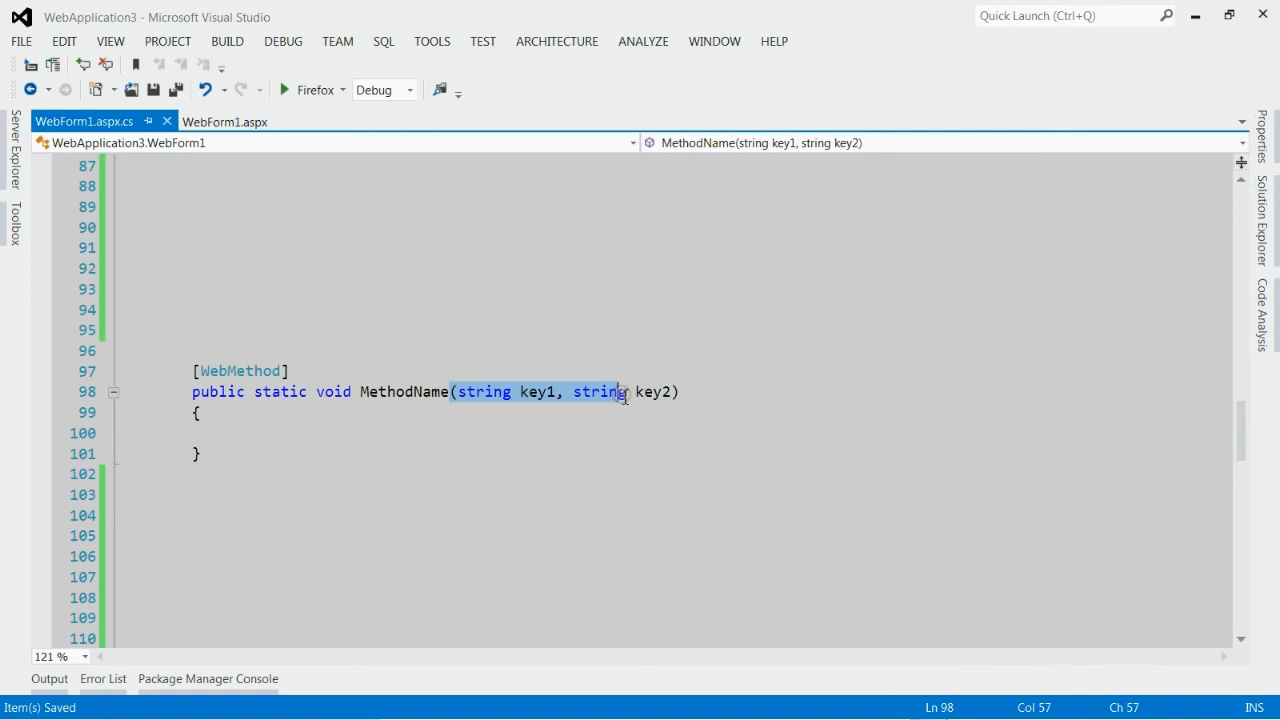 WebApplication3 - Microsoft Visual Studio
Quick Launch (Ctrl+Q)
FILE EDIT VIEW PROJECT BUILD DEBUG TEAM SQL TOOLS TEST ARCHITECTURE ANALYZE WINDOW HELP
Firefox Debug
WebForm1.aspx.cs WebForm1.aspx
WebApplication3.WebForm1 MethodName(string key1, string key2)
Server Explorer
Toolbox
Properties
Solution Explorer
Code Analysis
87
88
89
90
91
92
93
94
95
96
97 [WebMethod]
98 public static void MethodName(string key1, string key2)
99 {
100
101 }
102
103
104
105
106
107
108
109
110
121 %
Output Error List Package Manager Console
Item(s) Saved Ln 98 Col 57 Ch 57 INS